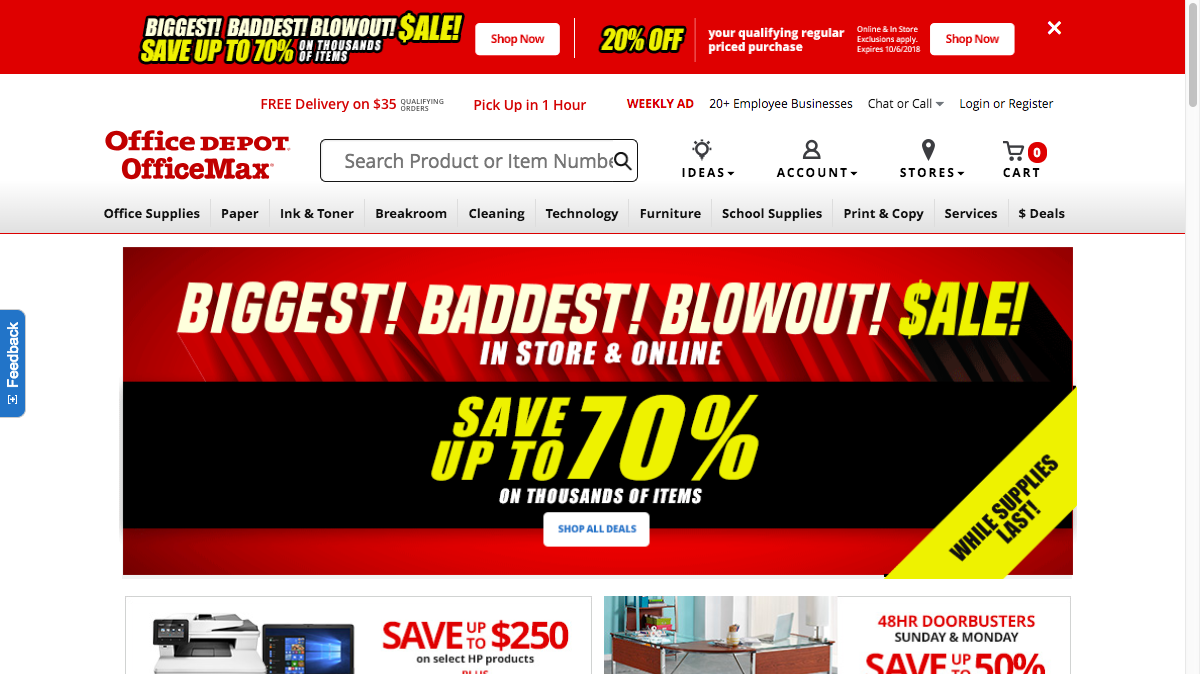 BIGGEST! BADDEST! BLOWOUT! $ALE!
SAVE UP TO 70% ON THOUSANDS OF ITEMS
Shop Now
20% OFF
your qualifying regular
priced purchase
Online & In Store
Exclusions apply.
Expires 10/6/2018
Shop Now
FREE Delivery on $35 QUALIFYING ORDERS
Pick Up in 1 Hour
WEEKLY AD
20+ Employee Businesses
Chat or Call
Login or Register
Office DEPOT
OfficeMax
Search Product or Item Numbe
IDEAS
ACCOUNT
STORES
0
CART
Office Supplies
Paper
Ink & Toner
Breakroom
Cleaning
Technology
Furniture
School Supplies
Print & Copy
Services
$ Deals
Feedback
BIGGEST! BADDEST! BLOWOUT! $ALE!
IN STORE & ONLINE
SAVE UP TO 70%
ON THOUSANDS OF ITEMS
SHOP ALL DEALS
WHILE SUPPLIES
LAST!
SAVE UP TO $250
on select HP products
PLUS
48HR DOORBUSTERS
SUNDAY & MONDAY
SAVE UP TO 50%